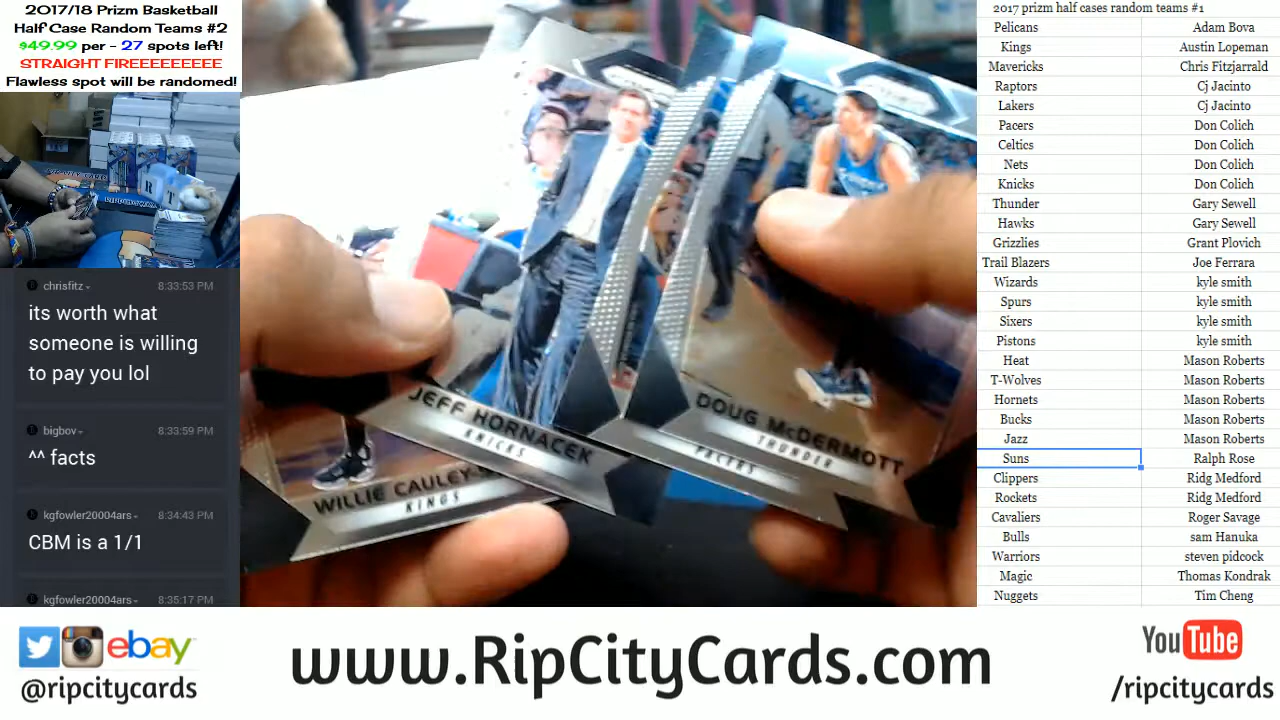 2017/18 Prizm Basketball
Half Case Random Teams #2
$49.99 per - 27 spots left!
STRAIGHT FIREEEEEEEEE
Flawless spot will be randomed!
chrisfitz 8:33:53 PM
its worth what
someone is willing
to pay you lol
bigbov 8:33:59 PM
^^ facts
kgfowler20004ars 8:34:43 PM
CBM is a 1/1
kgfowler20004ars 8:35:17 PM
JEFF HORNACEK
KNICKS
WILLIE CAULEY-
KINGS
DOUG McDERMOTT
THUNDER
PACERS
2017 prizm half cases random teams #1
Pelicans Adam Bova
Kings Austin Lopeman
Mavericks Chris Fitzjarrald
Raptors Cj Jacinto
Lakers Cj Jacinto
Pacers Don Colich
Celtics Don Colich
Nets Don Colich
Knicks Don Colich
Thunder Gary Sewell
Hawks Gary Sewell
Grizzlies Grant Plovich
Trail Blazers Joe Ferrara
Wizards kyle smith
Spurs kyle smith
Sixers kyle smith
Pistons kyle smith
Heat Mason Roberts
T-Wolves Mason Roberts
Hornets Mason Roberts
Bucks Mason Roberts
Jazz Mason Roberts
Suns Ralph Rose
Clippers Ridg Medford
Rockets Ridg Medford
Cavaliers Roger Savage
Bulls sam Hanuka
Warriors steven pidcock
Magic Thomas Kondrak
Nuggets Tim Cheng
ebay
@ripcitycards
www.RipCityCards.com
YouTube
/ripcitycards